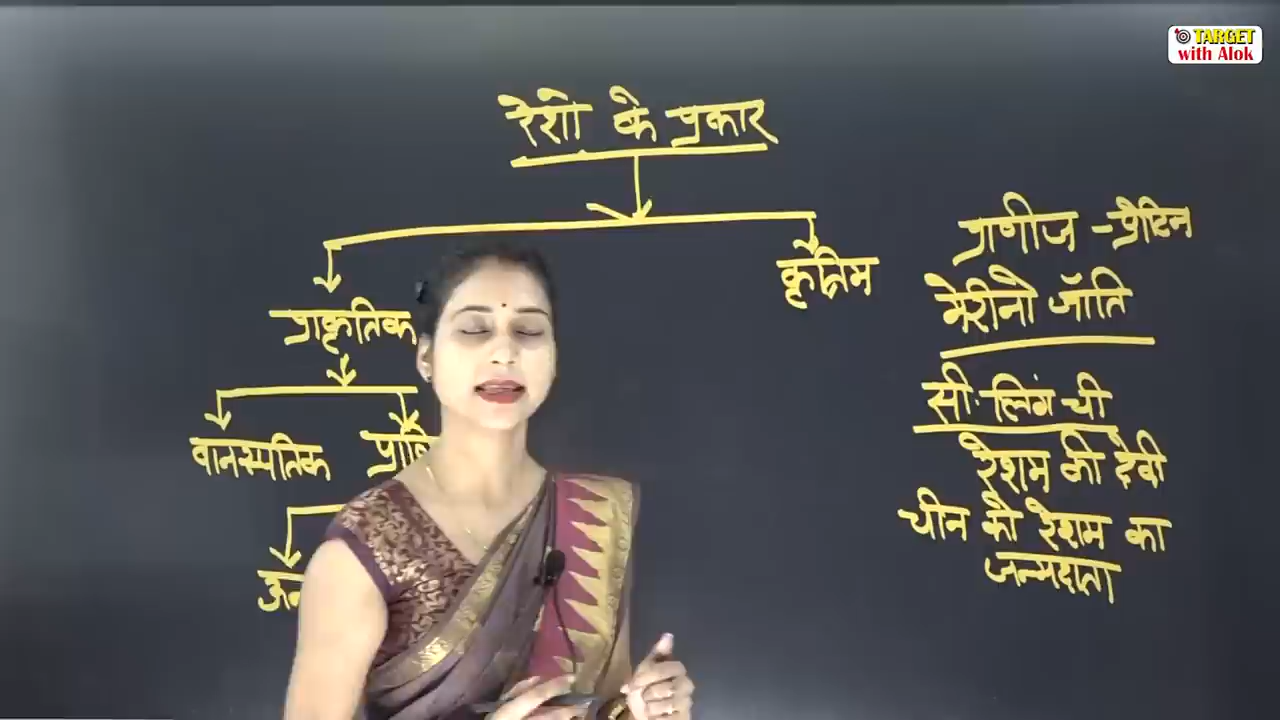 TARGET
with Alok
रेशो के प्रकार
कृत्रिम
प्राकृतिक
वानस्पतिक
प्राणीज - प्रोटिन
मेरीनो जॉति
सी. लिंग ची
रेशम की देवी
चीन को रेशम का
जन्मदाता